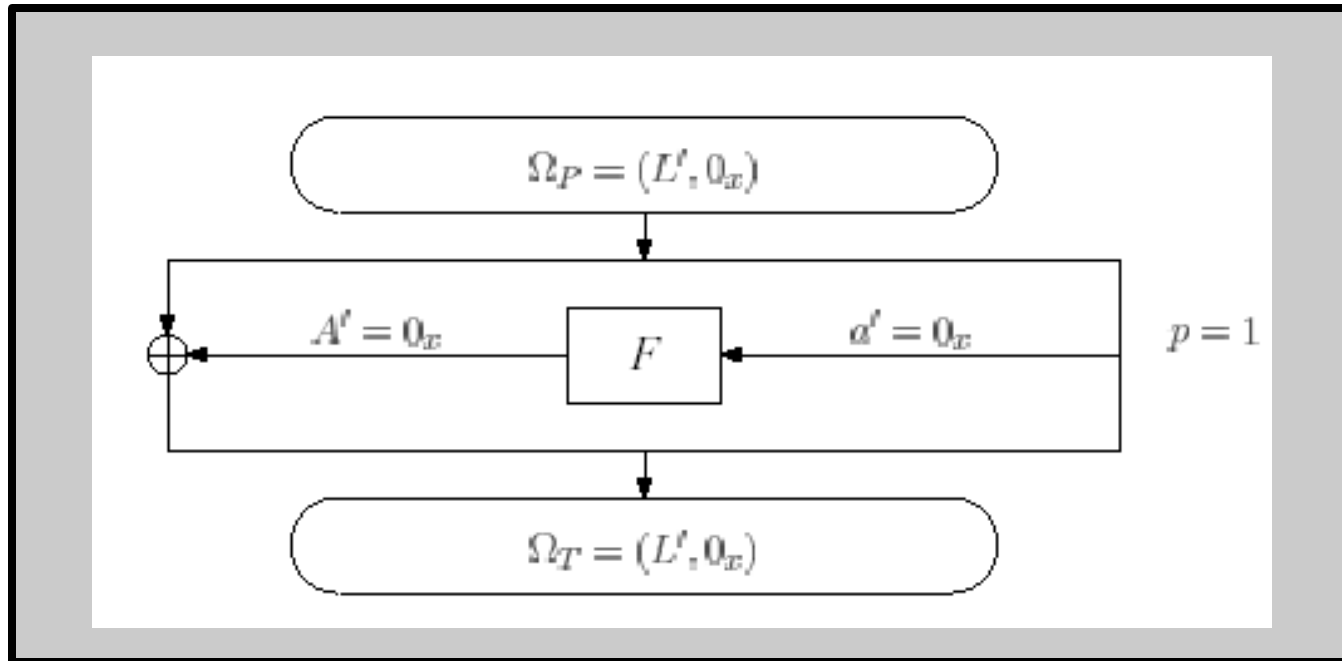 Ω_P = (L′, 0_x)
A′ = 0_x
F
a′ = 0_x
p = 1
Ω_T = (L′, 0_x)